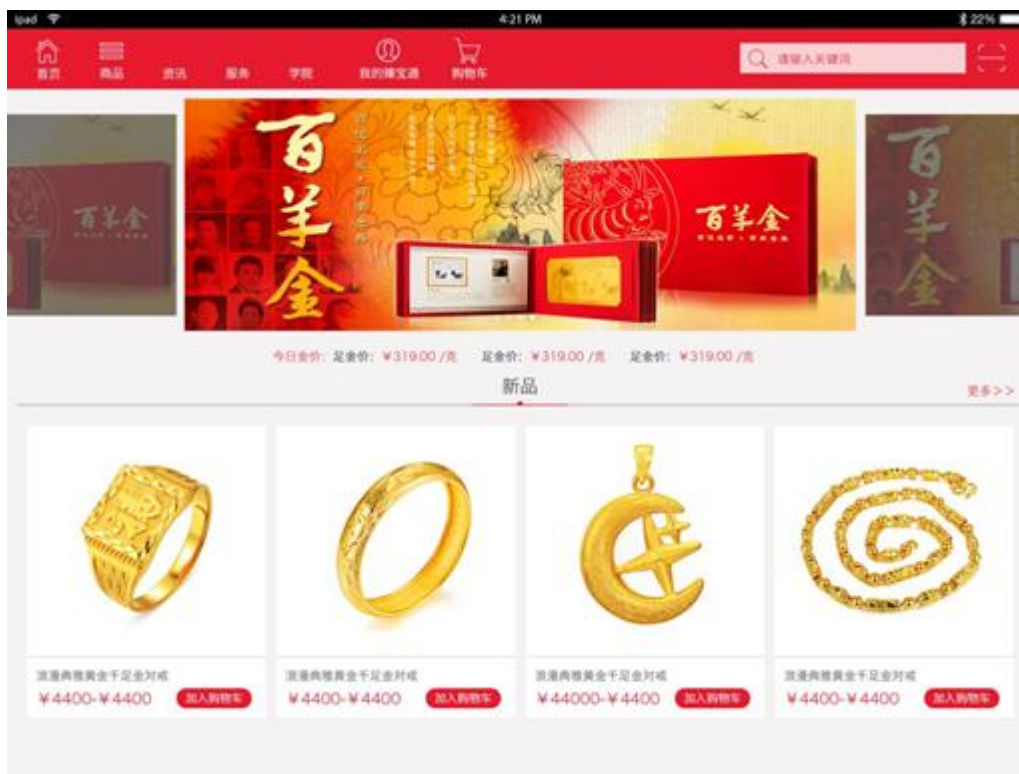 ipad
4:21 PM
22%
首页
商品
资讯
服务
学院
我的臻宝通
购物车
请输入关键词
百羊金
百羊金
百羊金
百羊金
今日金价: 足金价: ￥319.00 /克 足金价: ￥319.00 /克 足金价: ￥319.00 /克
新品
更多>>
浪漫典雅黄金千足金对戒
￥4400-￥4400
加入购物车
浪漫典雅黄金千足金对戒
￥4400-￥4400
加入购物车
浪漫典雅黄金千足金对戒
￥44000-￥4400
加入购物车
浪漫典雅黄金千足金对戒
￥4400-￥4400
加入购物车